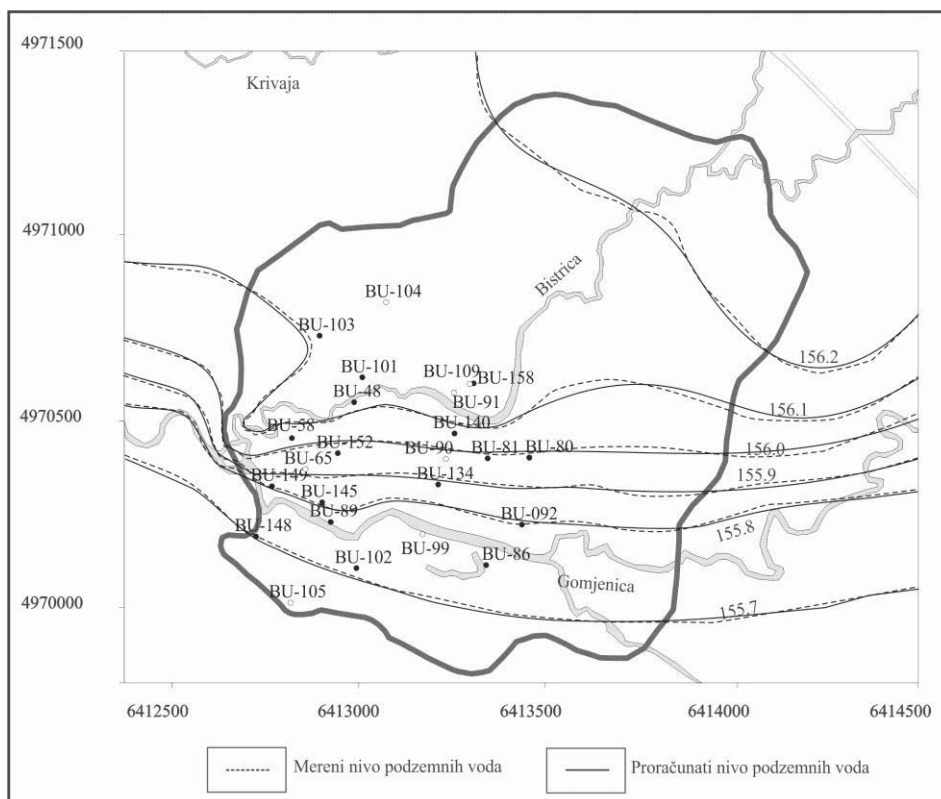 4971500
Krivaja
4971000
Bistrica
BU-104
BU-103
156.2
BU-101
BU-109
BU-158
BU-48
BU-91
156.1
4970500
BU-58
BU-140
BU-152
BU-90
BU-81
BU-80
156.0
BU-65
BU-149
BU-134
155.9
BU-145
BU-89
BU-092
155.8
BU-148
BU-99
BU-102
BU-86
Gomjenica
BU-105
4970000
155.7
6412500
6413000
6413500
6414000
6414500
Mereni nivo podzemnih voda
Proračunati nivo podzemnih voda